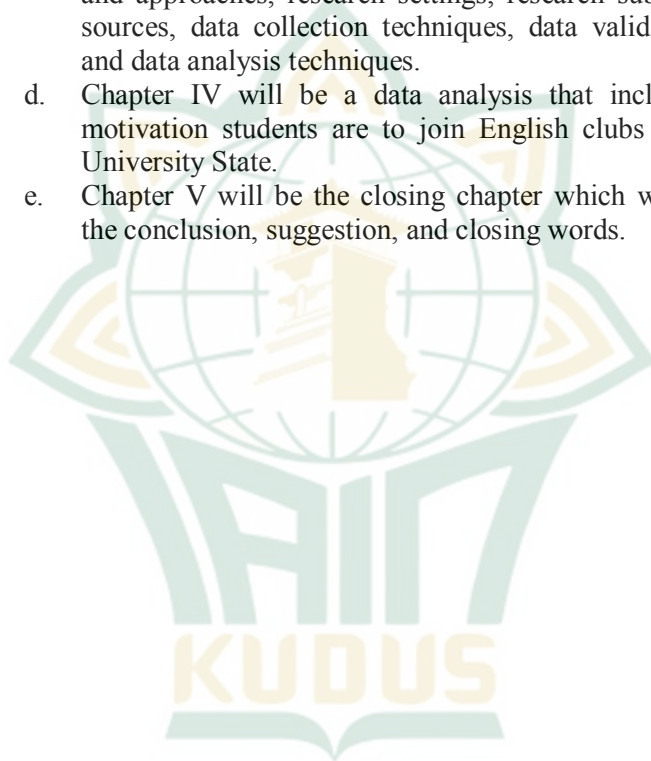 and approaches, research settings, research sub
sources, data collection techniques, data valid
and data analysis techniques.
d. Chapter IV will be a data analysis that incl
motivation students are to join English clubs
University State.
e. Chapter V will be the closing chapter which w
the conclusion, suggestion, and closing words.
IAIN
KUDUS